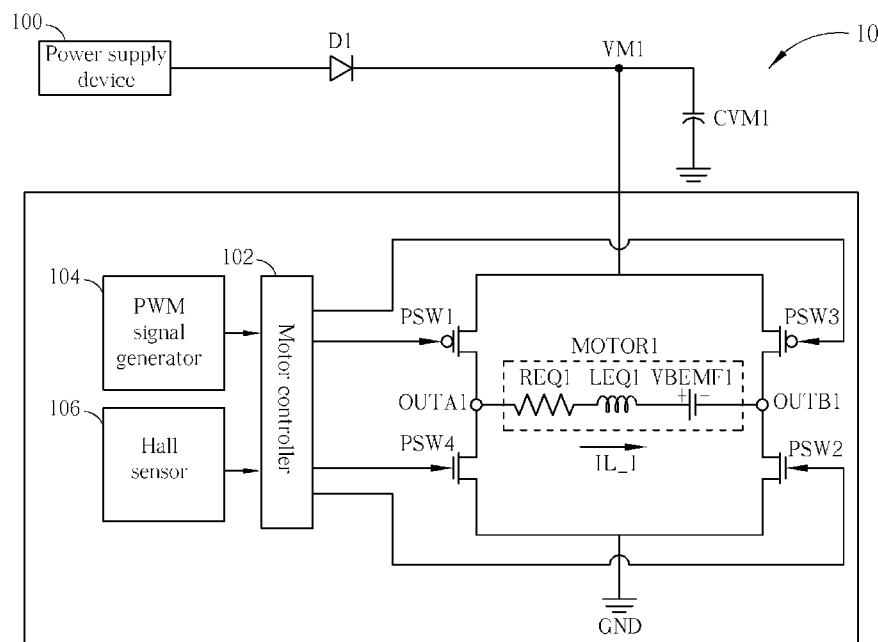 100
Power supply
device
D1
VM1
10
CVM1
102
104
PWM
signal
generator
Motor controller
106
Hall
sensor
PSW1
PSW3
MOTOR1
REQ1 LEQ1 VBEMF1
+ -
OUTA1
OUTB1
IL_1
PSW4
PSW2
GND